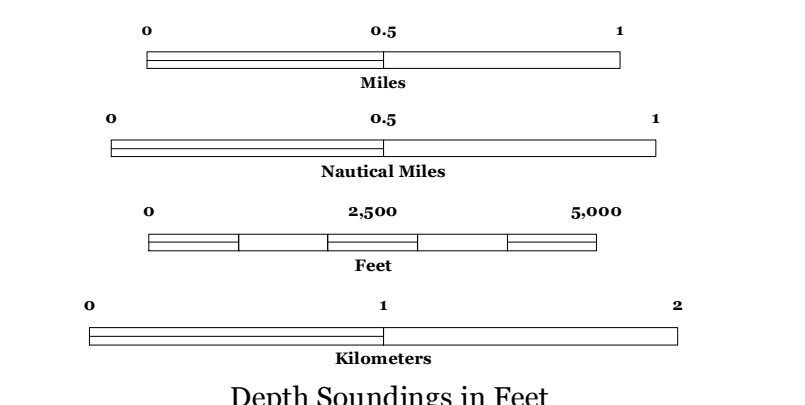 0 0.5 1
Miles
0 0.5 1
Nautical Miles
0 2,500 5,000
Feet
0 1 2
Kilometers
Depth Soundings in Feet